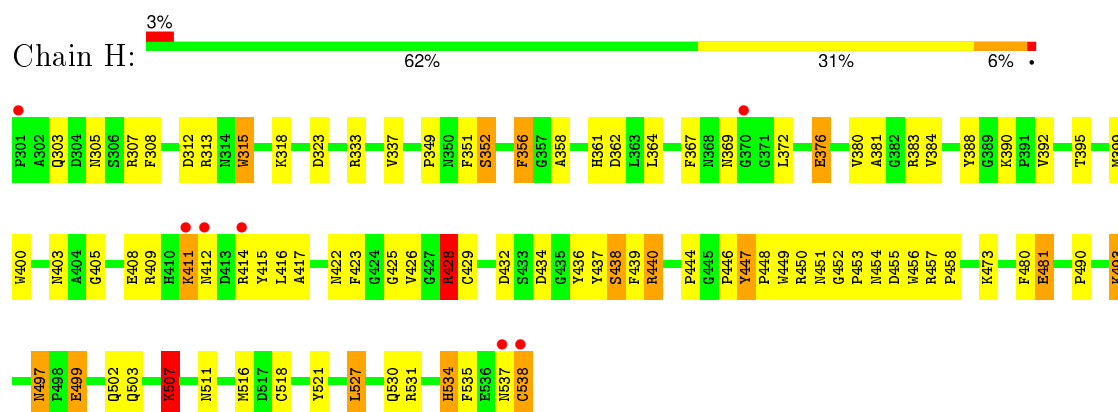 3%
Chain H:
62% 31% 6% •
P301 A302 Q303 D304 N305 S306 R307 F308 D312 R313 N314 W315 K318 D323 R333 V337 P349 N350 F351 S352 F356 G357 A358 H361 D362 L363 L364 F367 N368 N369 G370 G371 L372 E376 V380 A381 G382 R383 V384 Y388 G389 K390 P391 V392 T395
W400 N403 A404 G405 E408 R409 H410 K411 N412 D413 R414 Y415 L416 A417 N422 F423 G424 G425 V426 G427 R428 C429 D432 S433 D434 G435 Y436 Y437 S438 F439 R440 P444 G445 P446 Y447 P448 W449 R450 N451 G452 P453 N454 D455 W456 R457 P458 K473 F480 E481 P490 K493
N497 P498 E499 Q502 Q503 K507 N511 M516 D517 C518 Y521 L527 Q530 R531 H534 F535 E536 N537 C538